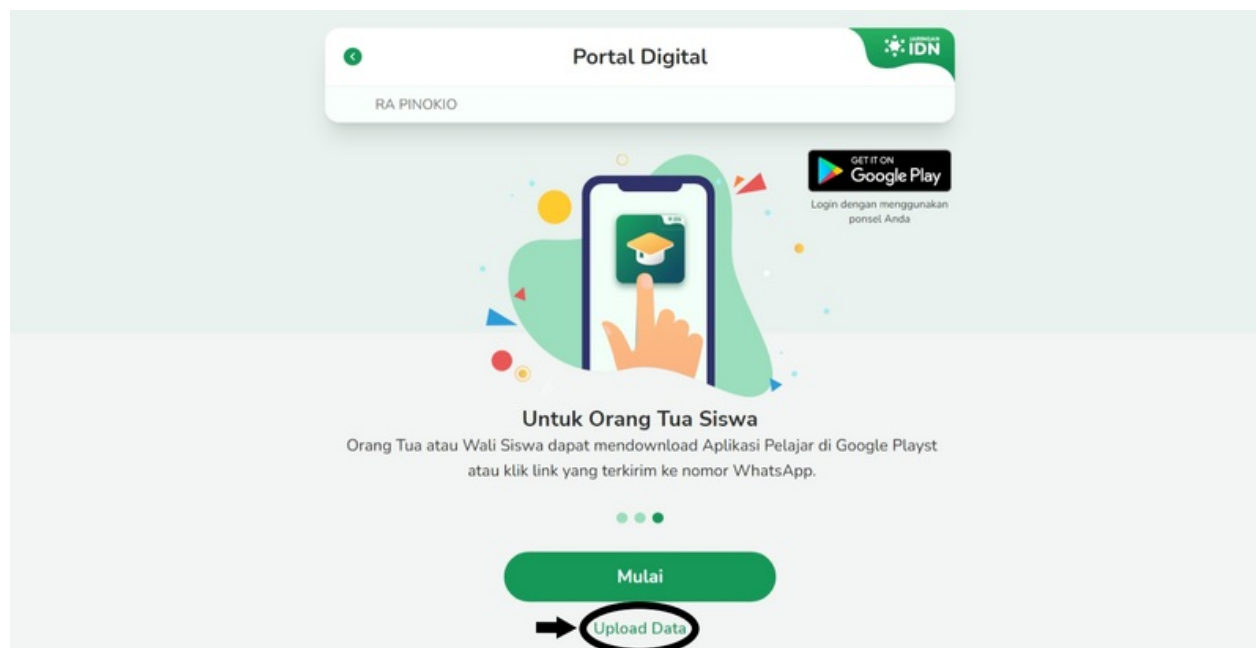 Portal Digital
JARINGAN
IDN
RA PINOKIO
GET IT ON
Google Play
Login dengan menggunakan
ponsel Anda
Untuk Orang Tua Siswa
Orang Tua atau Wali Siswa dapat mendownload Aplikasi Pelajar di Google Playst
atau klik link yang terkirim ke nomor WhatsApp.
Mulai
Upload Data